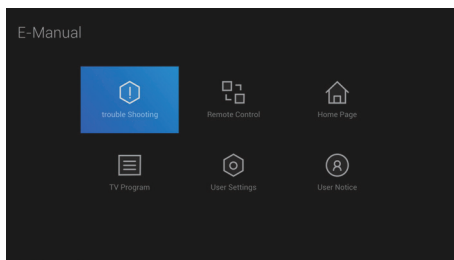 E-Manual
trouble Shooting
Remote Control
Home Page
TV Program
User Settings
User Notice